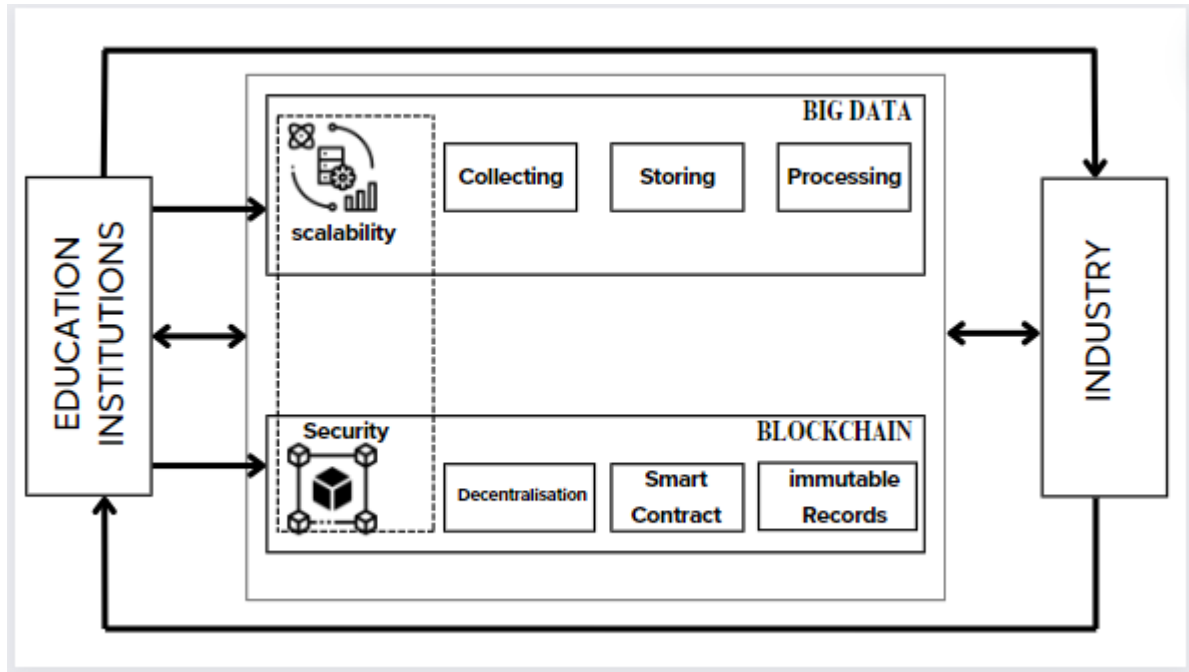 BIG DATA
Collecting
Storing
Processing
scalability
EDUCATION
INSTITUTIONS
INDUSTRY
Security
BLOCKCHAIN
Decentralisation
Smart
Contract
immutable
Records